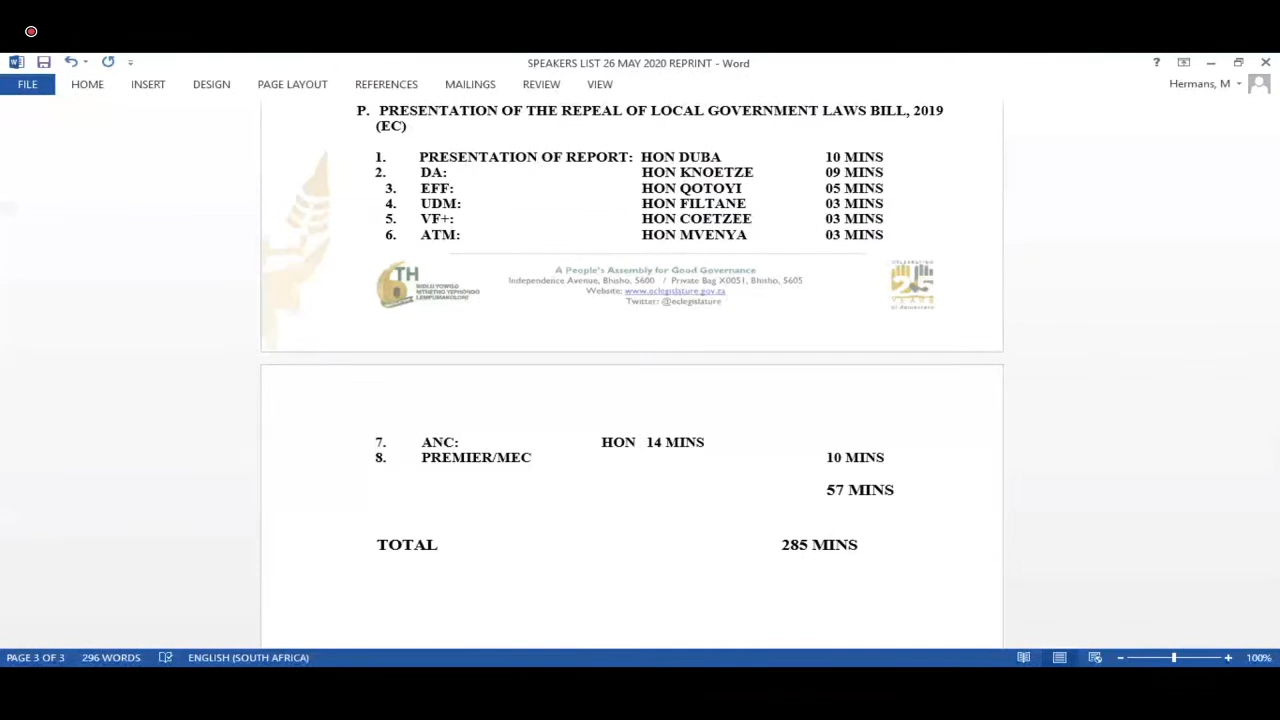 SPEAKERS LIST 26 MAY 2020 REPRINT - Word
FILE HOME INSERT DESIGN PAGE LAYOUT REFERENCES MAILINGS REVIEW VIEW Hermans, M
P. PRESENTATION OF THE REPEAL OF LOCAL GOVERNMENT LAWS BILL, 2019
(EC)
1. PRESENTATION OF REPORT: HON DUBA 10 MINS
2. DA: HON KNOETZE 09 MINS
3. EFF: HON QOTOYI 05 MINS
4. UDM: HON FILTANE 03 MINS
5. VF+: HON COETZEE 03 MINS
6. ATM: HON MVENYA 03 MINS
6TH
A People's Assembly for Good Governance
Independence Avenue, Bhisho, 5600 / Private Bag X0051, Bhisho, 5605
Website: www.eclegislature.gov.za
Twitter: @eclegislature
25
YEARS
7. ANC: HON 14 MINS
8. PREMIER/MEC 10 MINS
57 MINS
TOTAL 285 MINS
PAGE 3 OF 3 296 WORDS ENGLISH (SOUTH AFRICA) 100%